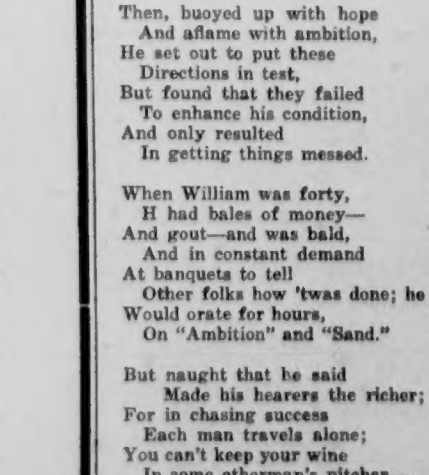 Then, buoyed up with hope
And aflame with ambition,
He set out to put these
Directions in test,
But found that they failed
To enhance his condition,
And only resulted
In getting things messed.
When William was forty,
H had bales of money—
And gout—and was bald,
And in constant demand
At banquets to tell
Other folks how 'twas done; he
Would orate for hours,
On "Ambition" and "Sand."
But naught that he said
Made his hearers the richer;
For in chasing success
Each man travels alone;
You can't keep your wine
In some otherman's pitcher